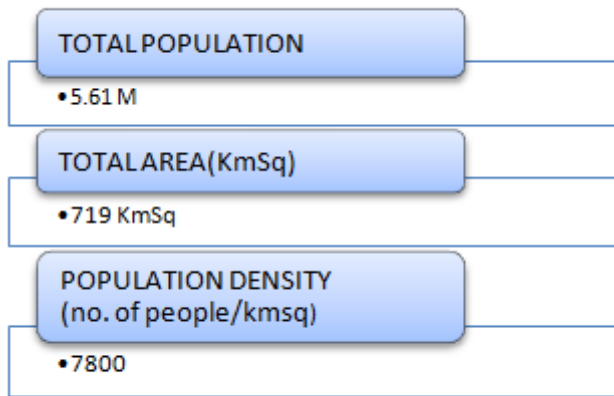 TOTAL POPULATION
•5.61 M
TOTAL AREA(KmSq)
•719 KmSq
POPULATION DENSITY
(no. of people/kmsq)
•7800